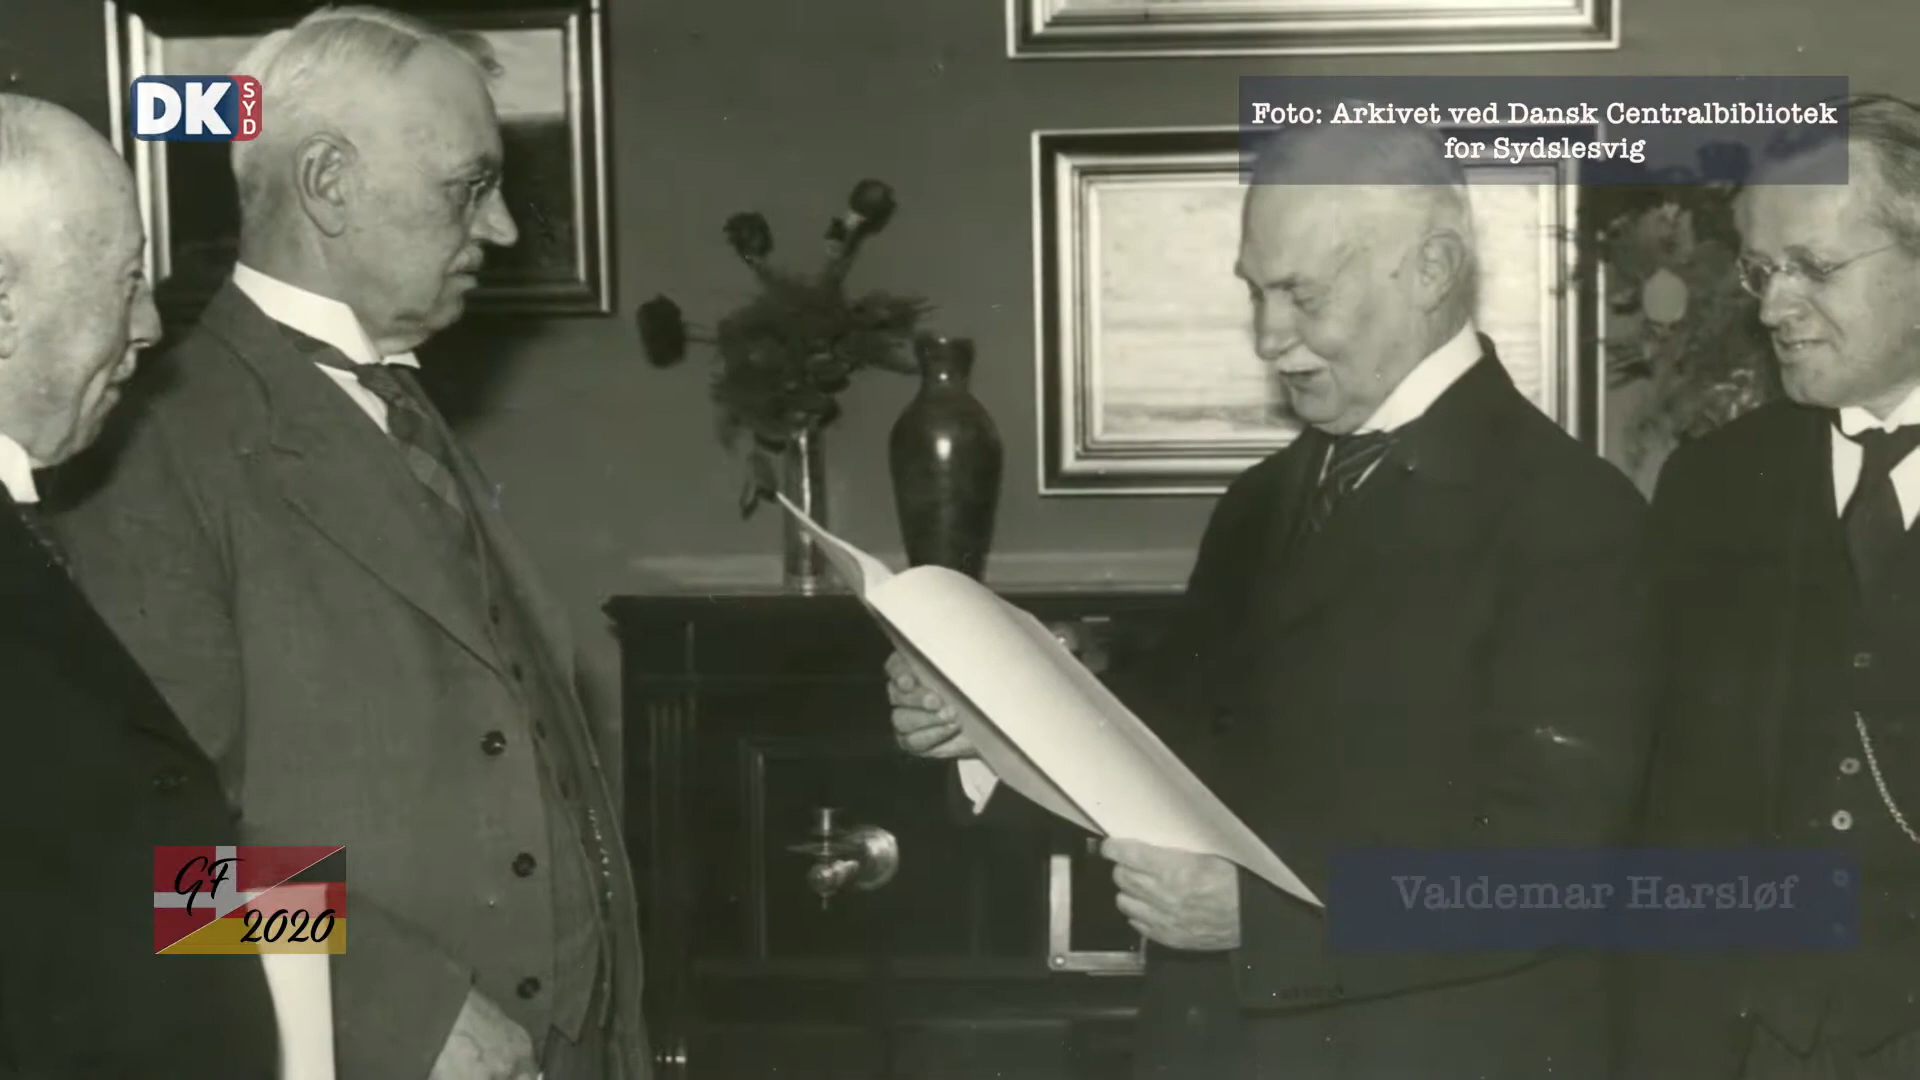 DK SYD
Foto: Arkivet ved Dansk Centralbibliotek
for Sydslesvig
Valdemar Harsløf
GF
2020